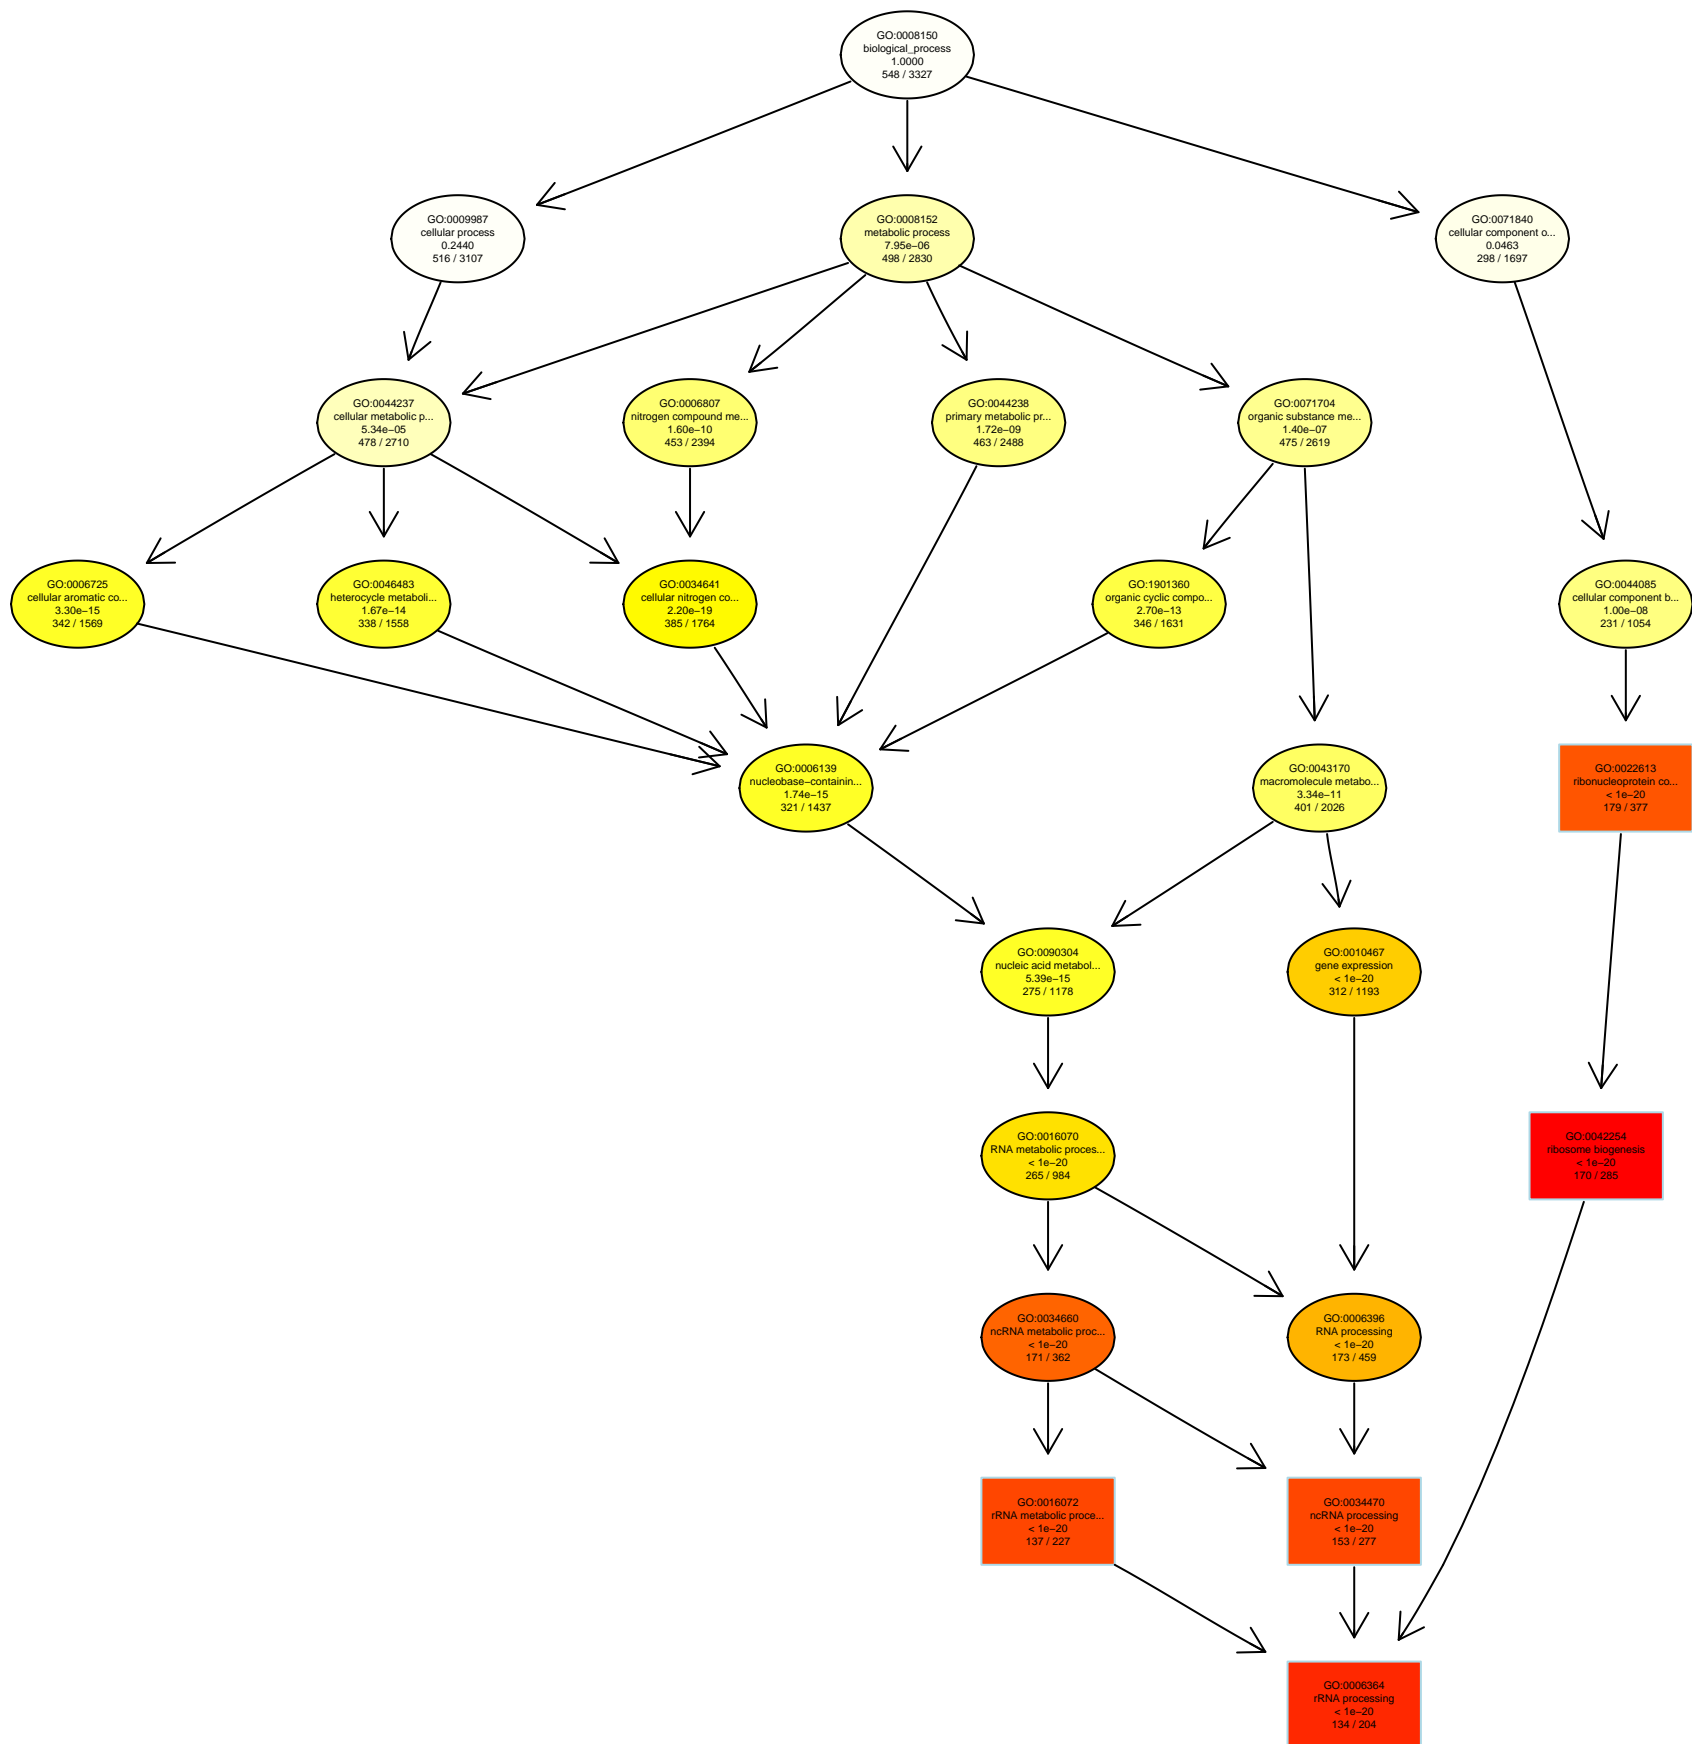 GO:0008150
biological_process
1.0000
548 / 3327
GO:0009987
cellular process
0.2440
516 / 3107
GO:0008152
metabolic process
7.95e−06
498 / 2830
GO:0071840
cellular component o...
0.0463
298 / 1697
GO:0044237
cellular metabolic p...
5.34e−05
478 / 2710
GO:0006807
nitrogen compound me...
1.60e−10
453 / 2394
GO:0044238
primary metabolic pr...
1.72e−09
463 / 2488
GO:0071704
organic substance me...
1.40e−07
475 / 2619
GO:0006725
cellular aromatic co...
3.30e−15
342 / 1569
GO:0046483
heterocycle metaboli...
1.67e−14
338 / 1558
GO:0034641
cellular nitrogen co...
2.20e−19
385 / 1764
GO:1901360
organic cyclic compo...
2.70e−13
346 / 1631
GO:0044085
cellular component b...
1.00e−08
231 / 1054
GO:0006139
nucleobase−containin...
1.74e−15
321 / 1437
GO:0043170
macromolecule metabo...
3.34e−11
401 / 2026
GO:0022613
ribonucleoprotein co...
< 1e−20
179 / 377
GO:0090304
nucleic acid metabol...
5.39e−15
275 / 1178
GO:0010467
gene expression
< 1e−20
312 / 1193
GO:0016070
RNA metabolic proces...
< 1e−20
265 / 984
GO:0042254
ribosome biogenesis
< 1e−20
170 / 285
GO:0034660
ncRNA metabolic proc...
< 1e−20
171 / 362
GO:0006396
RNA processing
< 1e−20
173 / 459
GO:0016072
rRNA metabolic proce...
< 1e−20
137 / 227
GO:0034470
ncRNA processing
< 1e−20
153 / 277
GO:0006364
rRNA processing
< 1e−20
134 / 204